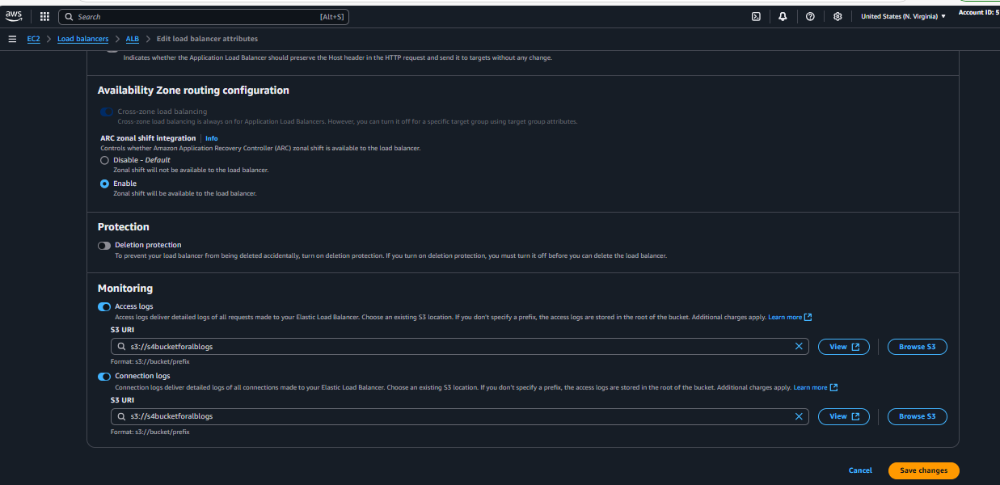 aws
Search
[Alt+S]
United States (N. Virginia)
Account ID: 5
EC2
Load balancers
ALB
Edit load balancer attributes
Indicates whether the Application Load Balancer should preserve the Host header in the HTTP request and send it to targets without any change.
Availability Zone routing configuration
Cross-zone load balancing
Cross-zone load balancing is always on for Application Load Balancers. However, you can turn it off for a specific target group using target group attributes.
ARC zonal shift integration
Info
Controls whether Amazon Application Recovery Controller (ARC) zonal shift is available to the load balancer.
Disable - Default
Zonal shift will not be available to the load balancer.
Enable
Zonal shift will be available to the load balancer.
Protection
Deletion protection
To prevent your load balancer from being deleted accidentally, turn on deletion protection. If you turn on deletion protection, you must turn it off before you can delete the load balancer.
Monitoring
Access logs
Access logs deliver detailed logs of all requests made to your Elastic Load Balancer. Choose an existing S3 location. If you don't specify a prefix, the access logs are stored in the root of the bucket. Additional charges apply. Learn more
S3 URI
s3://s4bucketforalblogs
View
Browse S3
Format: s3://bucket/prefix
Connection logs
Connection logs deliver detailed logs of all connections made to your Elastic Load Balancer. Choose an existing S3 location. If you don't specify a prefix, the access logs are stored in the root of the bucket. Additional charges apply. Learn more
S3 URI
s3://s4bucketforalblogs
View
Browse S3
Format: s3://bucket/prefix
Cancel
Save changes